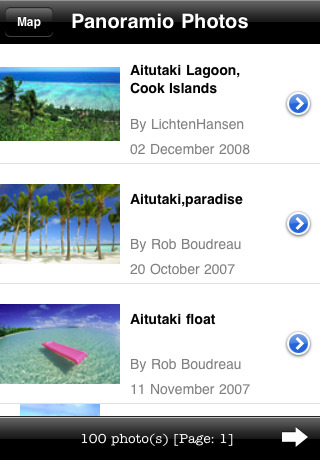 Map
Panoramio Photos
Aitutaki Lagoon,
Cook Islands
By LichtenHansen
02 December 2008
Aitutaki,paradise
By Rob Boudreau
20 October 2007
Aitutaki float
By Rob Boudreau
11 November 2007
100 photo(s) [Page: 1]